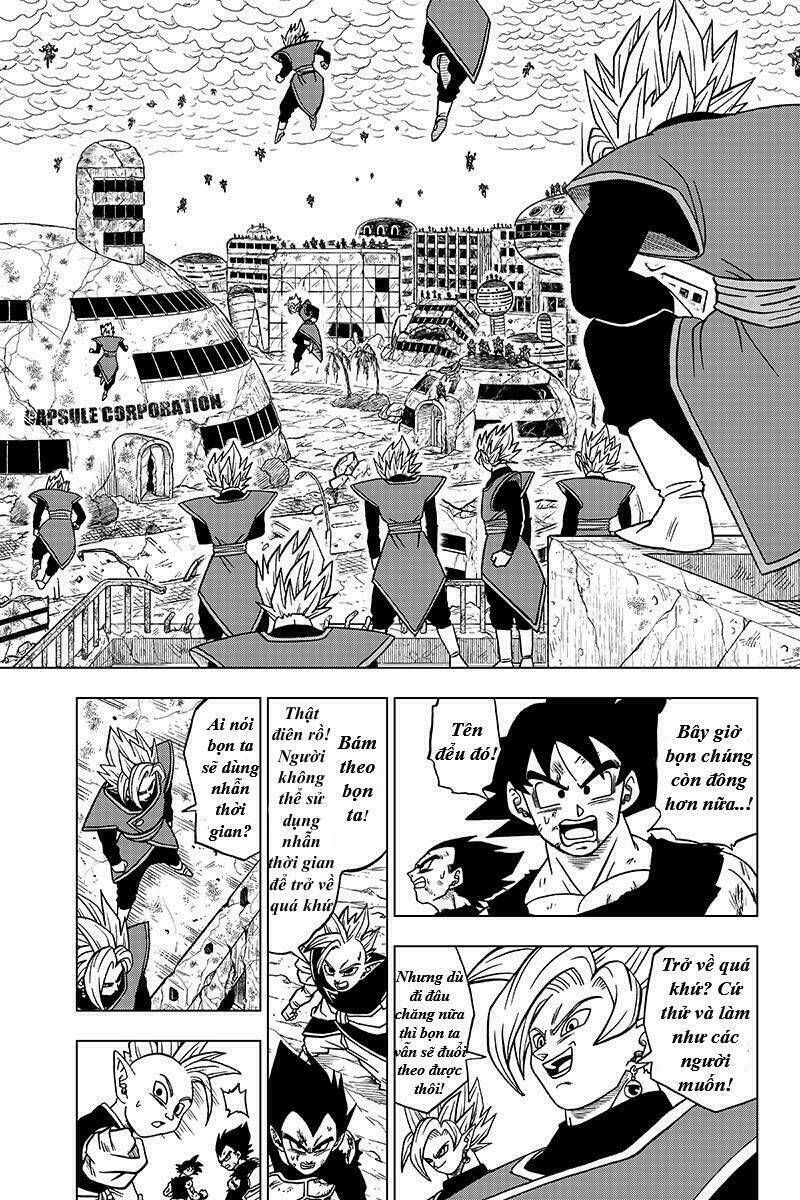 CAPSULE CORPORATION
Bây giờ
bọn chúng
còn đông
hơn nữa..!
Tên
đểu đó!
Trở về quá
khứ? Cứ
thử và làm
như các
người
muốn!
Nhưng dù
đi đâu
chăng nữa
thì bọn ta
vẫn sẽ đuổi
theo được
thôi!
Bám
theo
bọn
ta!
Thật
điên rồ!
Người
không
thể sử
dụng
nhẫn
thời gian
để trở về
quá khứ
Ai nói
bọn ta
sẽ dùng
nhẫn
thời
gian?